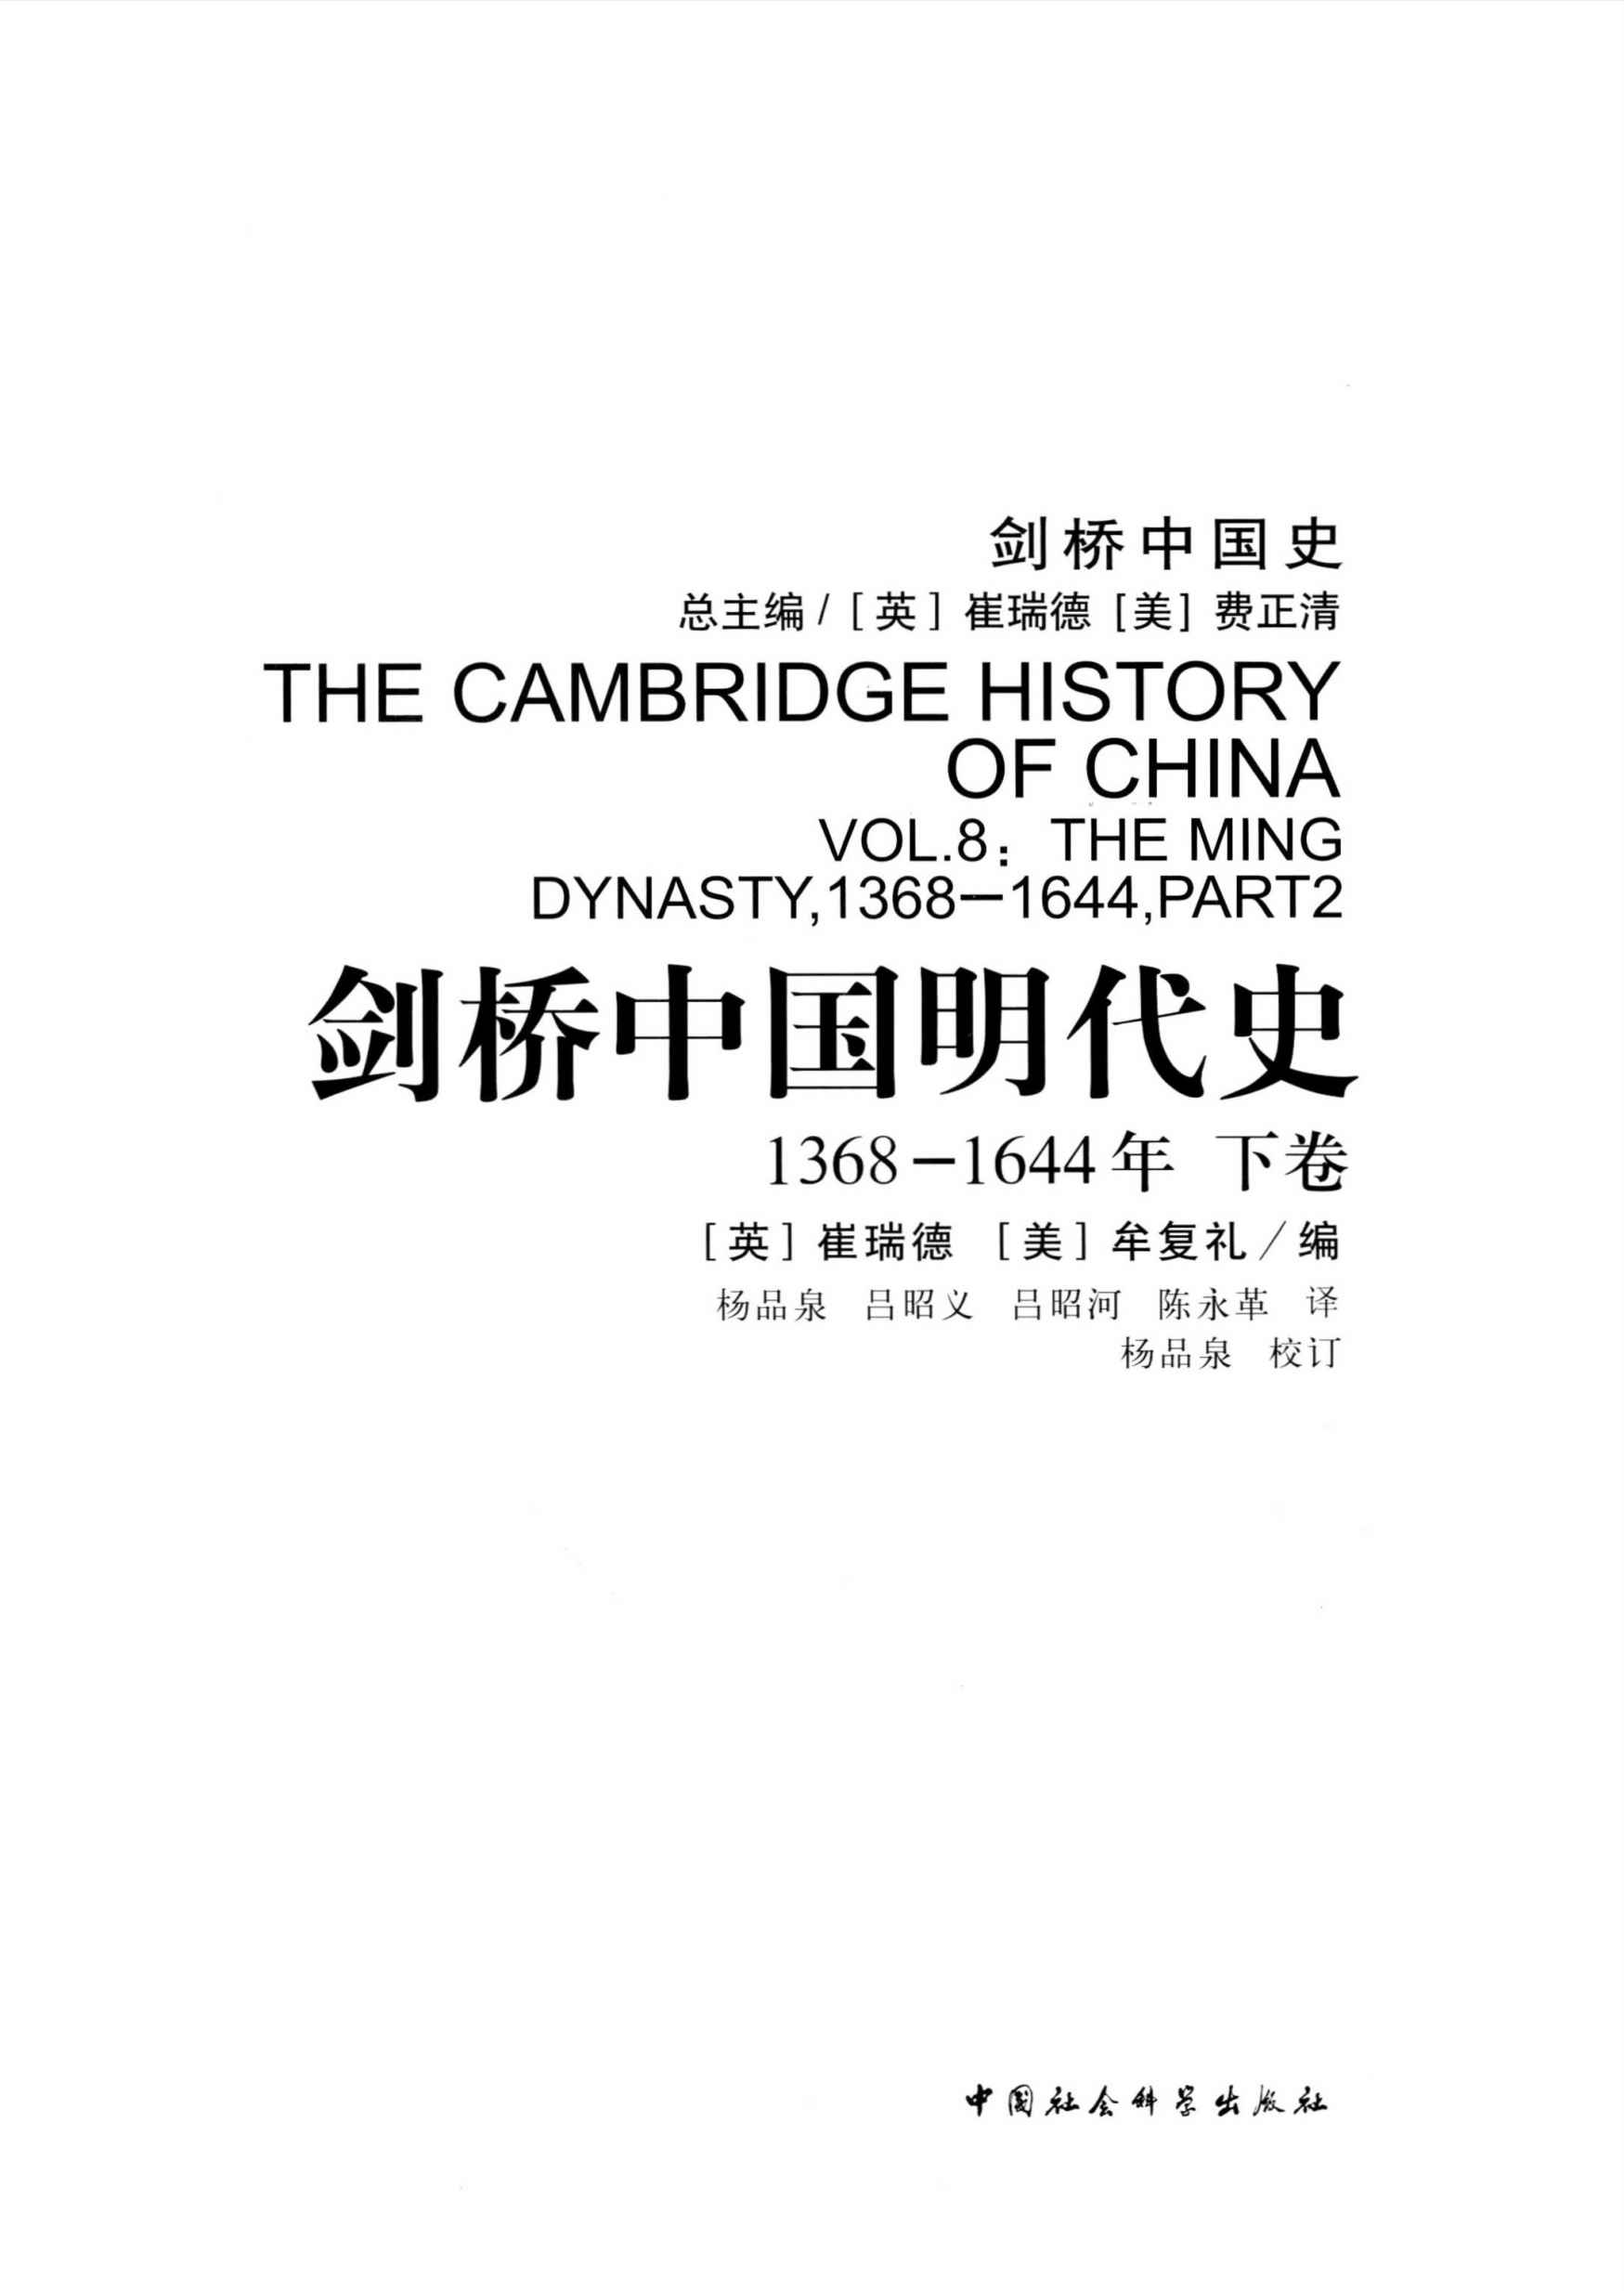 剑桥中国史
总主编/［英］崔瑞德［美］费正清
THE CAMBRIDGE HISTORY
OF CHINA
VOL.8：THE MING
DYNASTY,1368—1644,PART2
剑桥中国明代史
1368—1644年 下卷
［英］崔瑞德 ［美］牟复礼／编
杨品泉 吕昭义 吕昭河 陈永革 译
杨品泉 校订
中国社会科学出版社